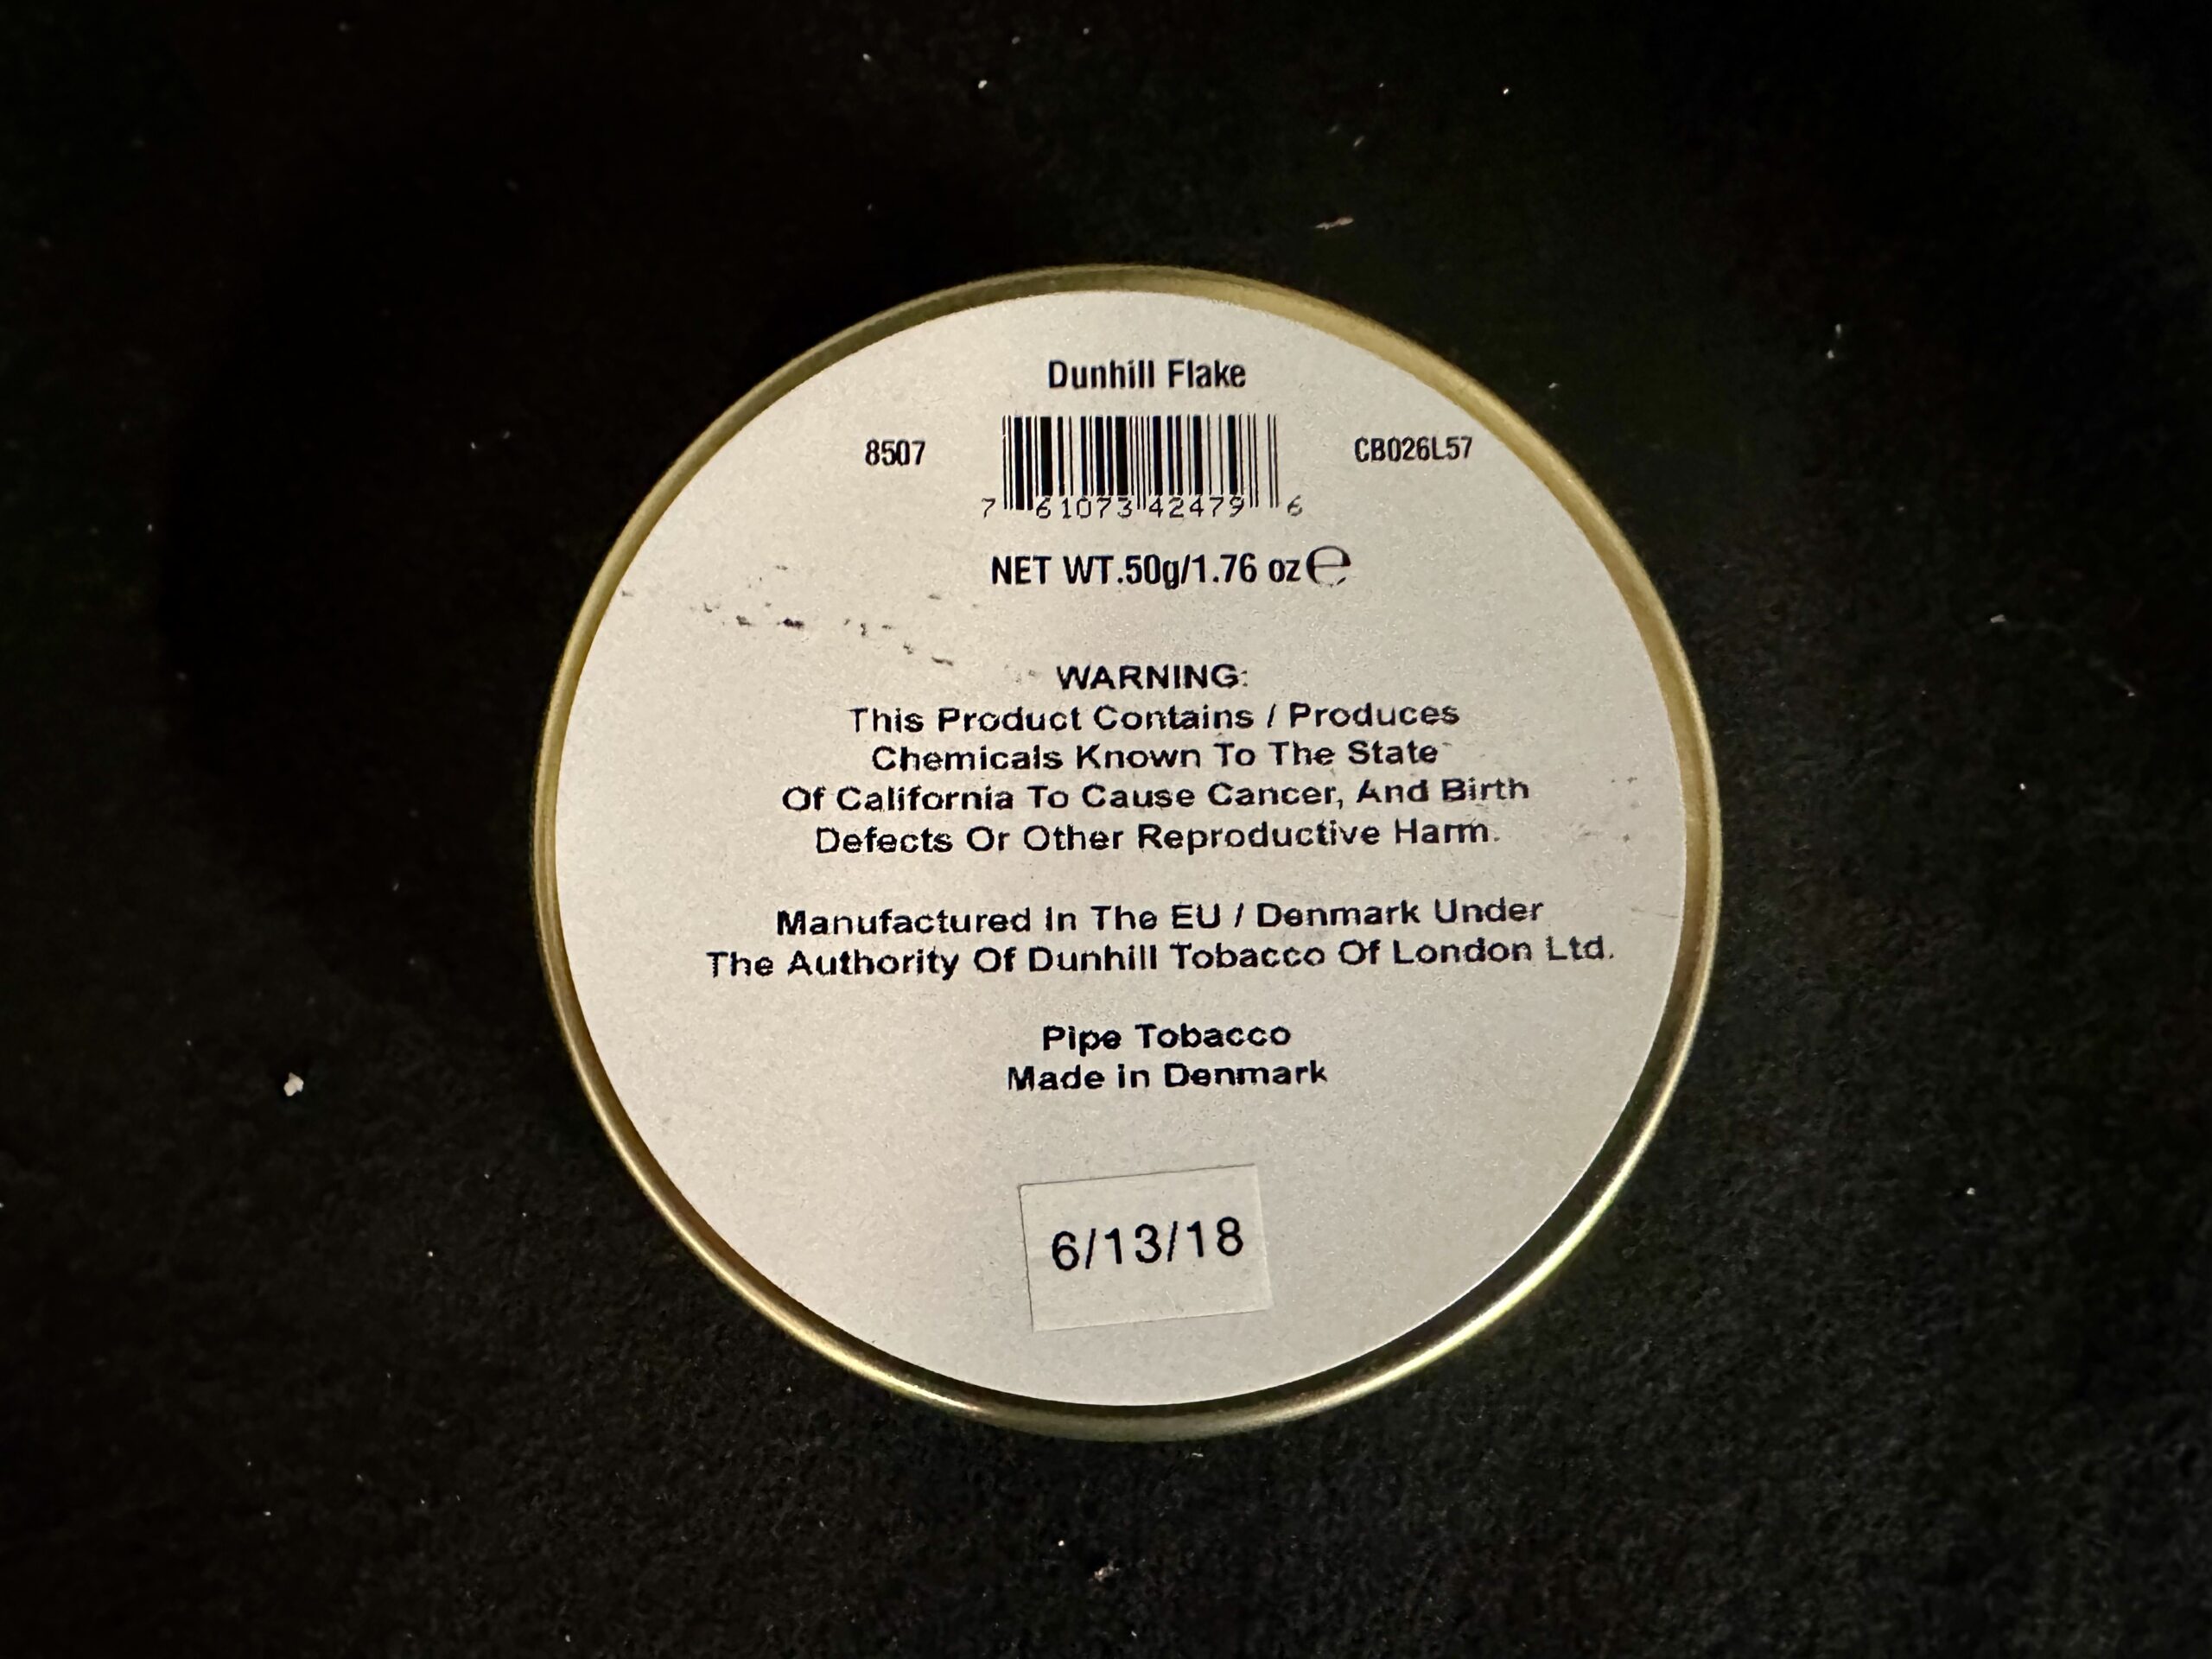 Dunhill Flake
8507 CB026L57
7 61073 42479 6
NET WT.50g/1.76 oz ℮
WARNING:
This Product Contains / Produces
Chemicals Known To The State
Of California To Cause Cancer, And Birth
Defects Or Other Reproductive Harm.
Manufactured In The EU / Denmark Under
The Authority Of Dunhill Tobacco Of London Ltd.
Pipe Tobacco
Made in Denmark
6/13/18